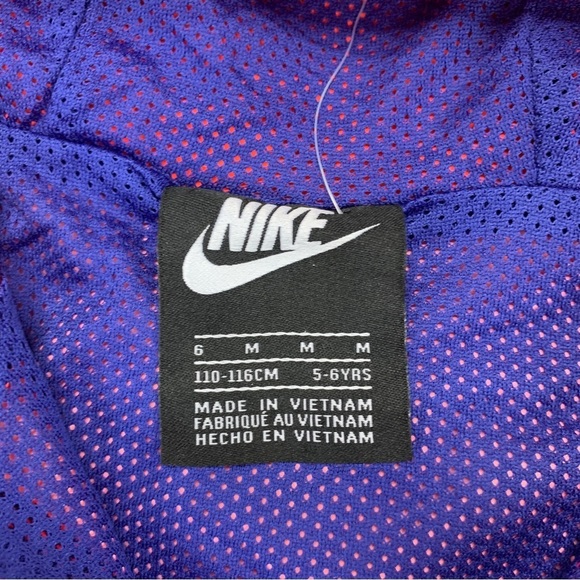 NIKE
6 M M M
110-116CM 5-6YRS
MADE IN VIETNAM
FABRIQUÉ AU VIETNAM
HECHO EN VIETNAM